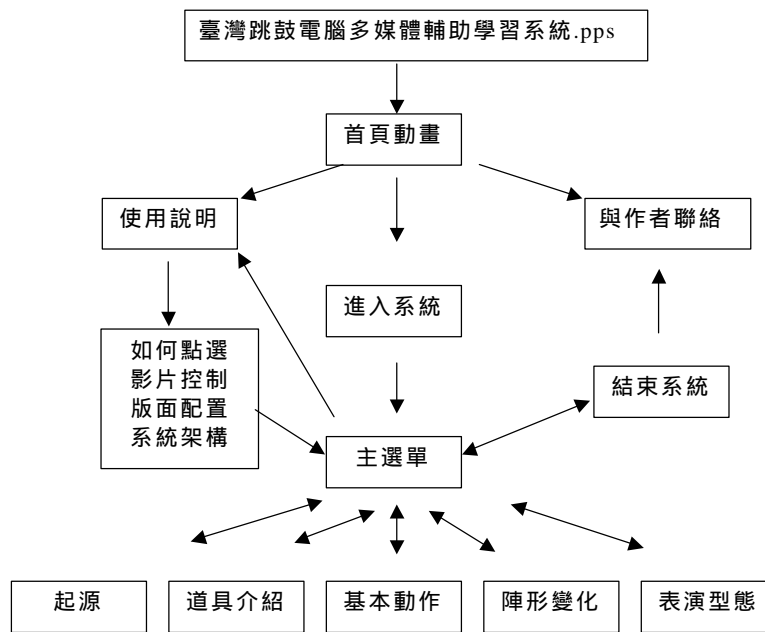 臺灣跳鼓電腦多媒體輔助學習系統.pps
首頁動畫
使用說明
與作者聯絡
進入系統
如何點選
影片控制
版面配置
系統架構
結束系統
主選單
起源
道具介紹
基本動作
陣形變化
表演型態